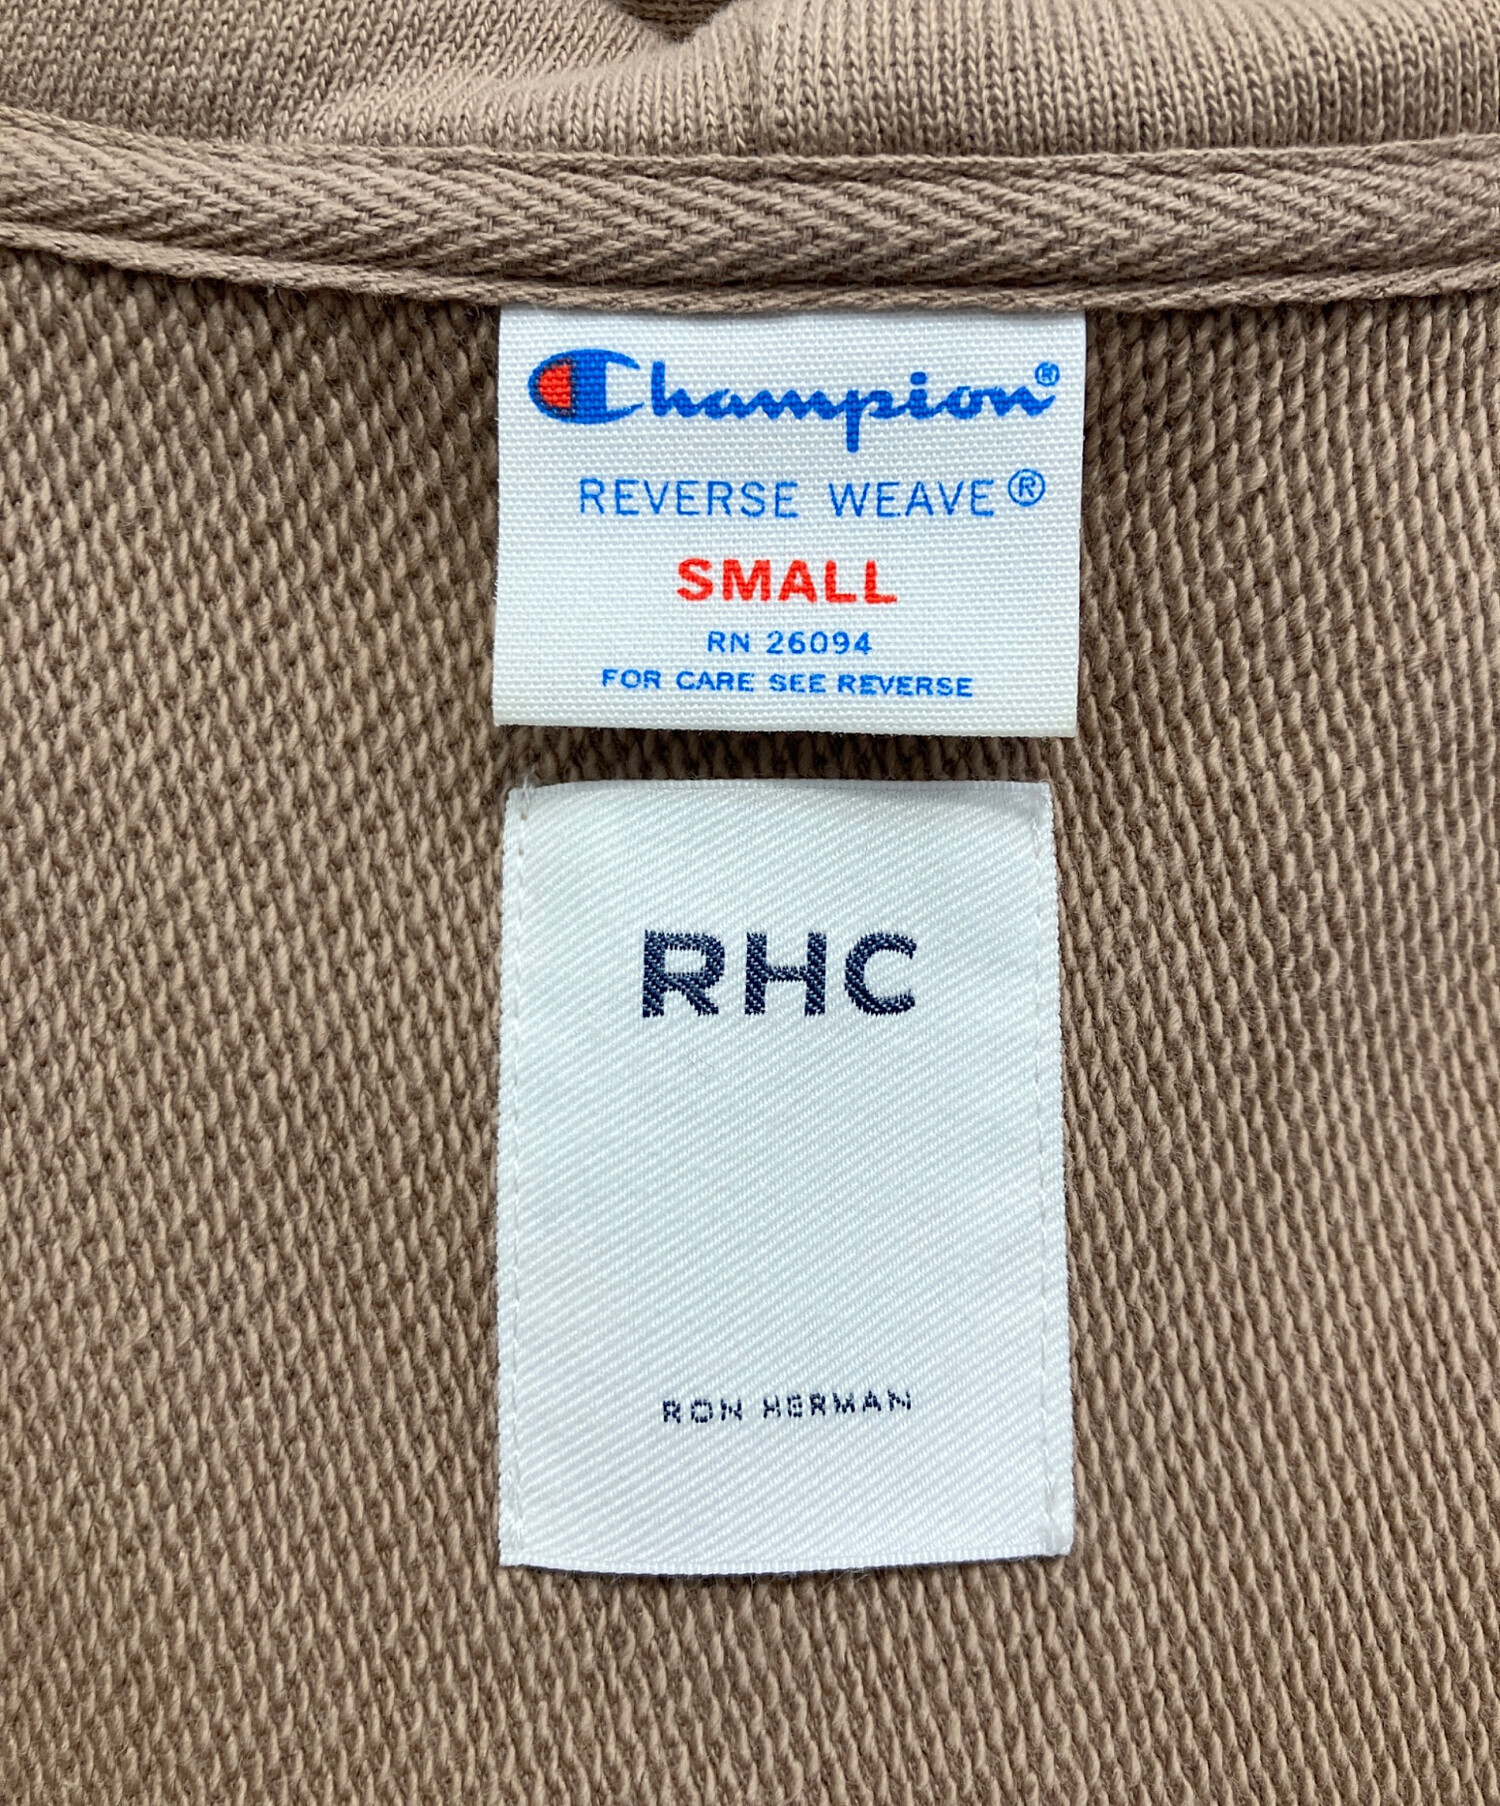 Champion®
REVERSE WEAVE®
SMALL
RN 26094
FOR CARE SEE REVERSE
RHC
RON HERMAN